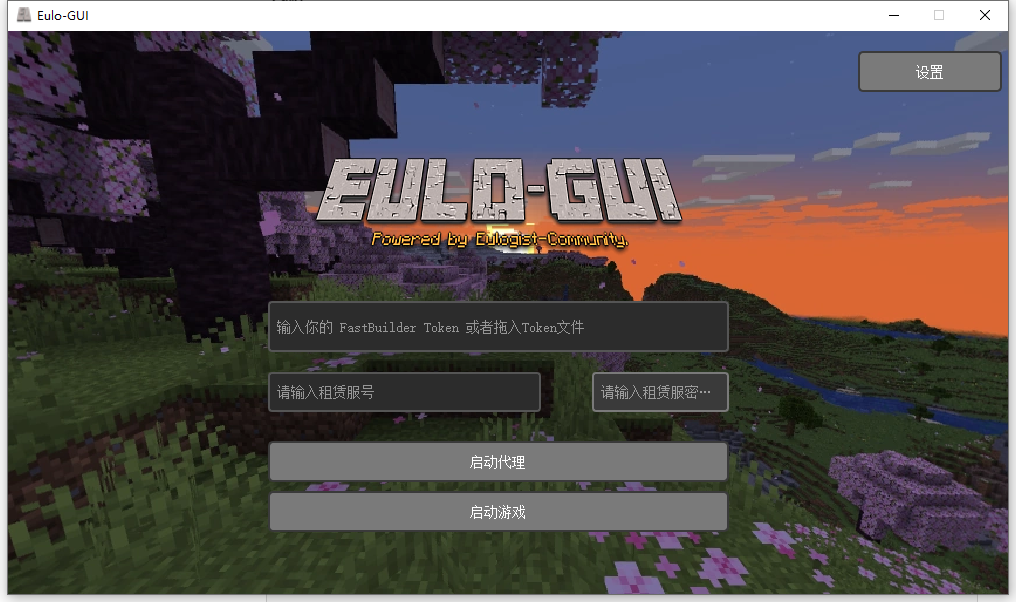 Eulo-GUI
设置
EULO-GUI
Powered by Eulogist-Community.
输入你的 FastBuilder Token 或者拖入Token文件
请输入租赁服号
请输入租赁服密…
启动代理
启动游戏